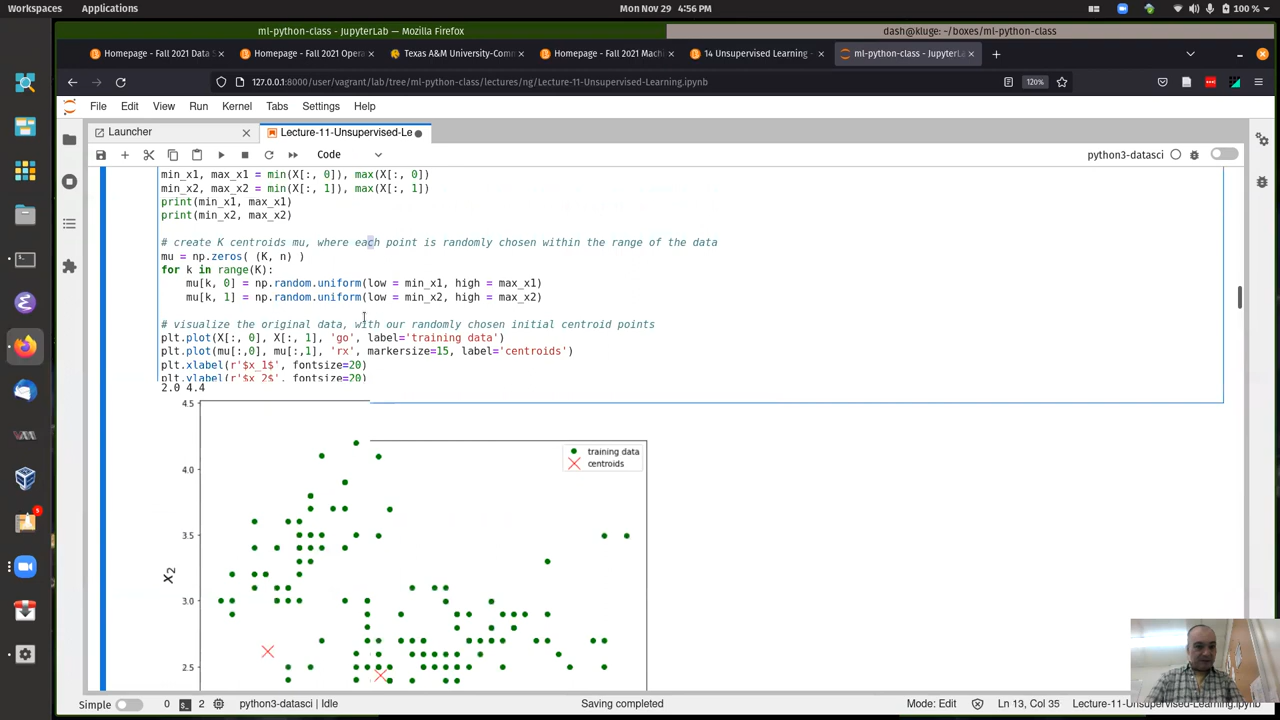 Workspaces Applications Mon Nov 29 4:56 PM 100 %
ml-python-class - JupyterLab — Mozilla Firefox dash@kluge: ~/boxes/ml-python-class
Homepage - Fall 2021 Data S Homepage - Fall 2021 Opera Texas A&M University-Comm Homepage - Fall 2021 Machi 14 Unsupervised Learning - ml-python-class - JupyterLa
127.0.0.1:8000/user/vagrant/lab/tree/ml-python-class/lectures/ng/Lecture-11-Unsupervised-Learning.ipynb 120%
File Edit View Run Kernel Tabs Settings Help
Launcher Lecture-11-Unsupervised-Le
Code python3-datasci
min_x1, max_x1 = min(X[:, 0]), max(X[:, 0])
min_x2, max_x2 = min(X[:, 1]), max(X[:, 1])
print(min_x1, max_x1)
print(min_x2, max_x2)
# create K centroids mu, where each point is randomly chosen within the range of the data
mu = np.zeros( (K, n) )
for k in range(K):
mu[k, 0] = np.random.uniform(low = min_x1, high = max_x1)
mu[k, 1] = np.random.uniform(low = min_x2, high = max_x2)
# visualize the original data, with our randomly chosen initial centroid points
plt.plot(X[:, 0], X[:, 1], 'go', label='training data')
plt.plot(mu[:,0], mu[:,1], 'rx', markersize=15, label='centroids')
plt.xlabel(r'$x_1$', fontsize=20)
plt.ylabel(r'$x_2$', fontsize=20)
2.0 4.4
4.5
training data
centroids
4.0
3.5
x2
3.0
2.5
5
Simple 0 2 python3-datasci | Idle Saving completed Mode: Edit Ln 13, Col 35 Lecture-11-Unsupervised-Learning.ipynb